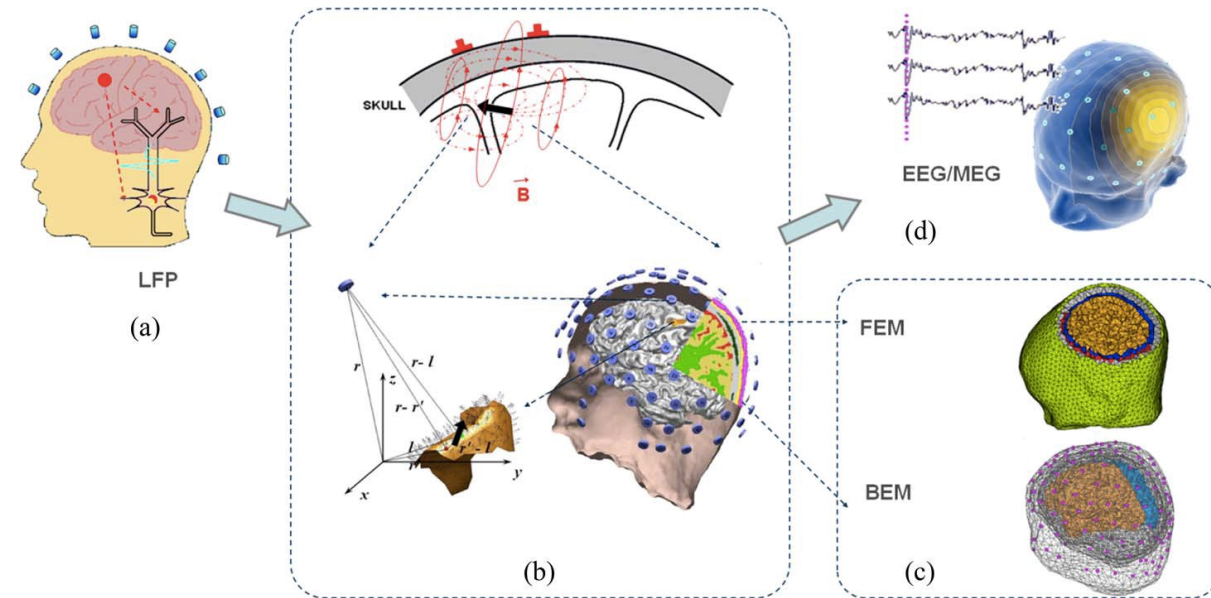 LFP
(a)
SKULL
B
r
r- l
z
r- r'
l
r'- l
r'
y
x
(b)
EEG/MEG
(d)
FEM
BEM
(c)